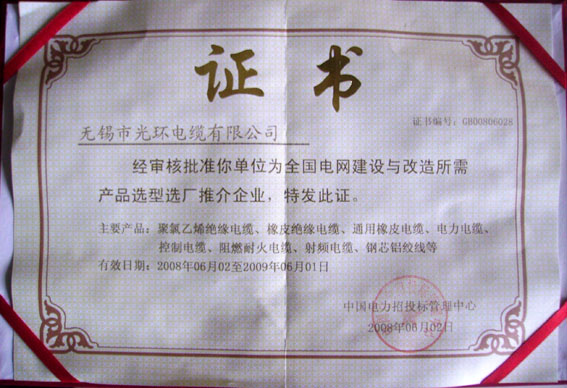 证书
证书编号：GB00806028
无锡市光环电缆有限公司
经审核批准你单位为全国电网建设与改造所需
产品选型选厂推介企业，特发此证。
主要产品：聚氯乙烯绝缘电缆、橡皮绝缘电缆、通用橡皮电缆、电力电缆、
控制电缆、阻燃耐火电缆、射频电缆、钢芯铝绞线等
有效日期：2008年06月02至2009年06月01日
中国电力招投标管理中心
2008年06月02日